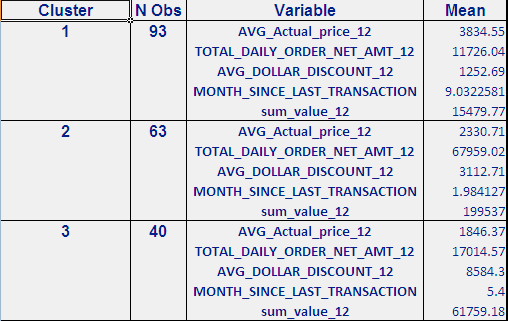 Cluster N Obs Variable Mean
1 93 AVG_Actual_price_12 3834.55
TOTAL_DAILY_ORDER_NET_AMT_12 11726.04
AVG_DOLLAR_DISCOUNT_12 1252.69
MONTH_SINCE_LAST_TRANSACTION 9.0322581
sum_value_12 15479.77
2 63 AVG_Actual_price_12 2330.71
TOTAL_DAILY_ORDER_NET_AMT_12 67959.02
AVG_DOLLAR_DISCOUNT_12 3112.71
MONTH_SINCE_LAST_TRANSACTION 1.984127
sum_value_12 199537
3 40 AVG_Actual_price_12 1846.37
TOTAL_DAILY_ORDER_NET_AMT_12 17014.57
AVG_DOLLAR_DISCOUNT_12 8584.3
MONTH_SINCE_LAST_TRANSACTION 5.4
sum_value_12 61759.18